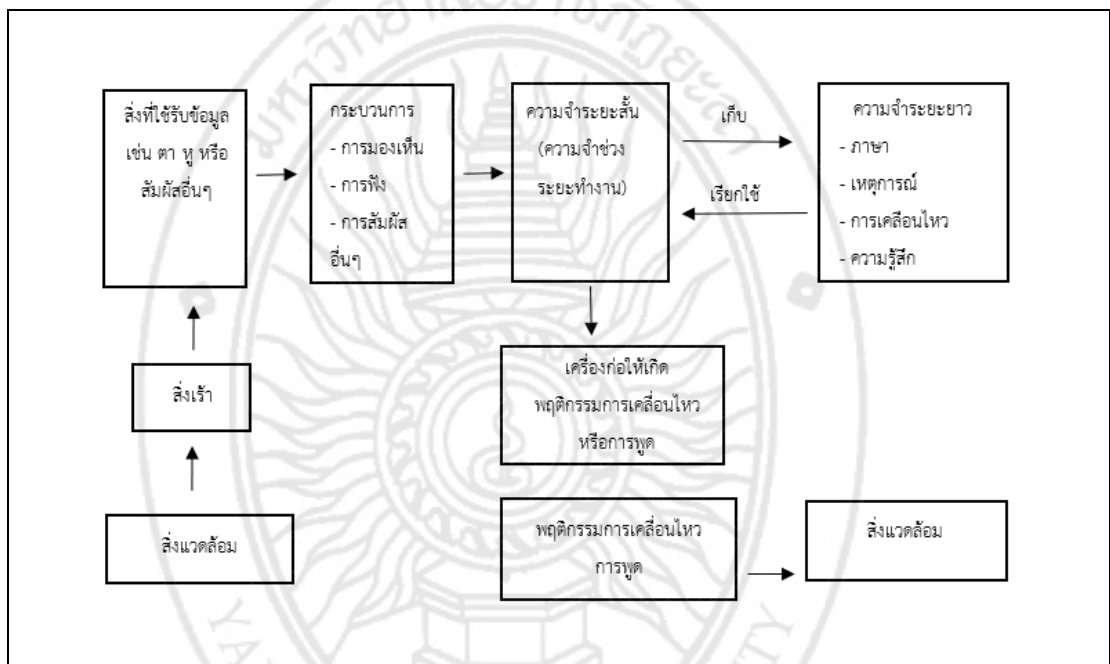 สิ่งที่ใช้รับข้อมูล
เช่น ตา หู หรือ
สัมผัสอื่นๆ
กระบวนการ
- การมองเห็น
- การฟัง
- การสัมผัส
อื่นๆ
ความจำระยะสั้น
(ความจำช่วง
ระยะทำงาน)
เก็บ
เรียกใช้
ความจำระยะยาว
- ภาษา
- เหตุการณ์
- การเคลือนไหว
- ความรู้สึก
สิ่งเร้า
เครื่องก่อให้เกิด
พฤติกรรมการเคลื่อนไหว
หรือการพูด
สิ่งแวดล้อม
พฤติกรรมการเคลื่อนไหว
การพูด
สิ่งแวดล้อม